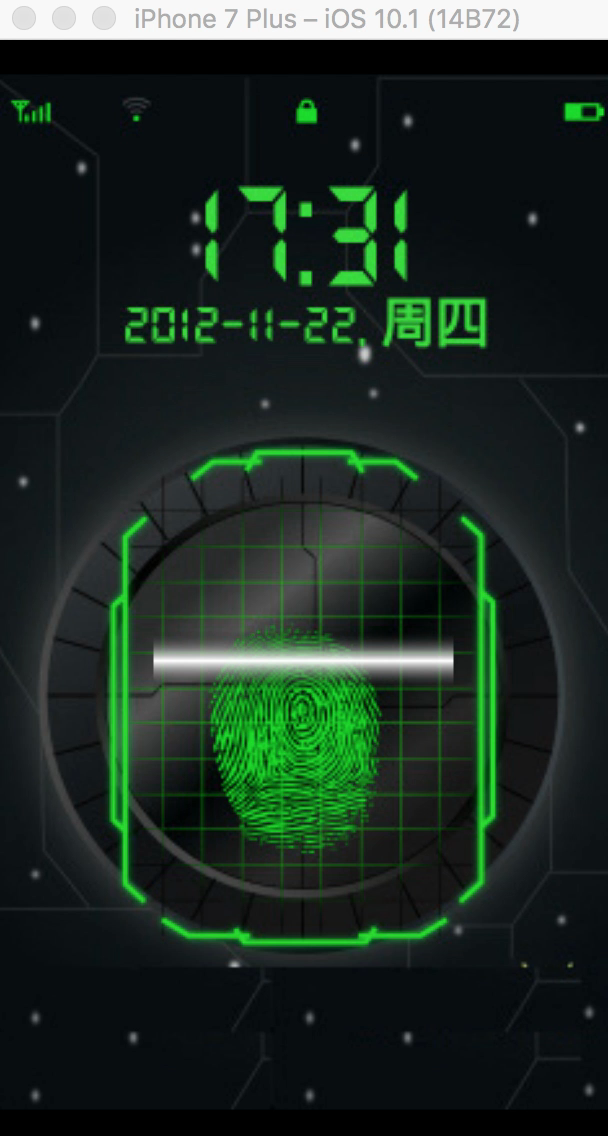 iPhone 7 Plus – iOS 10.1 (14B72)
17:31
2012-11-22, 周四